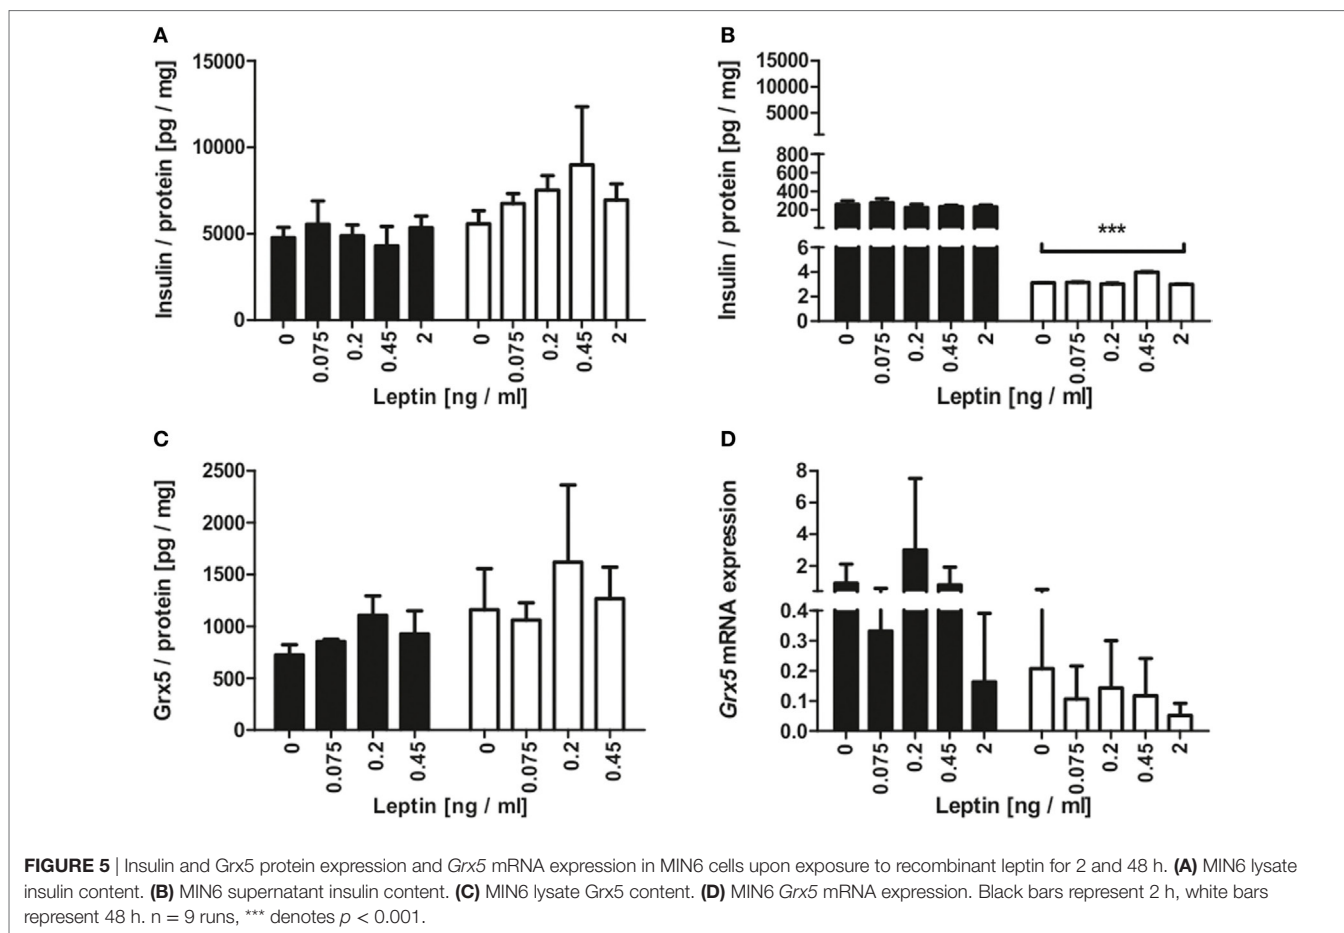 A
Insulin / protein [pg / mg]
15000
10000
5000
0
0 0.075 0.2 0.45 2 0 0.075 0.2 0.45 2
Leptin [ng / ml]
B
Insulin / protein [pg / mg]
15000
10000
5000
800
600
400
200
6
4
2
0
***
0 0.075 0.2 0.45 2 0 0.075 0.2 0.45 2
Leptin [ng / ml]
C
Grx5 / protein [pg / mg]
2500
2000
1500
1000
500
0
0 0.075 0.2 0.45 0 0.075 0.2 0.45
Leptin [ng / ml]
D
Grx5 mRNA expression
8
6
4
2
0.4
0.3
0.2
0.1
0.0
0 0.075 0.2 0.45 2 0 0.075 0.2 0.45 2
Leptin [ng / ml]
FIGURE 5 | Insulin and Grx5 protein expression and Grx5 mRNA expression in MIN6 cells upon exposure to recombinant leptin for 2 and 48 h. (A) MIN6 lysate
insulin content. (B) MIN6 supernatant insulin content. (C) MIN6 lysate Grx5 content. (D) MIN6 Grx5 mRNA expression. Black bars represent 2 h, white bars
represent 48 h. n = 9 runs, *** denotes p < 0.001.